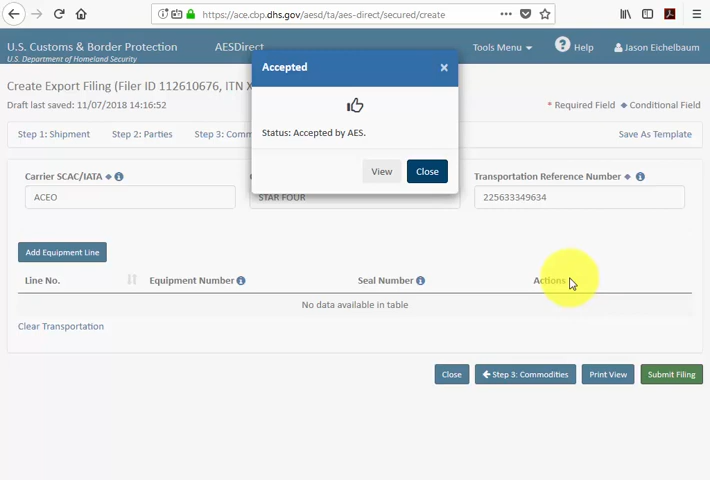 https://ace.cbp.dhs.gov/aesd/ta/aes-direct/secured/create
U.S. Customs & Border Protection
U.S. Department of Homeland Security
AESDirect
Tools Menu
Help
Jason Eichelbaum
Create Export Filing (Filer ID 112610676, ITN X
Draft last saved: 11/07/2018 14:16:52
* Required Field
Conditional Field
Step 1: Shipment
Step 2: Parties
Step 3: Comm
Save As Template
Accepted
×
Status: Accepted by AES.
View
Close
Carrier SCAC/IATA
Transportation Reference Number
ACEO
STAR FOUR
225633349634
Add Equipment Line
Line No.
Equipment Number
Seal Number
Actions
No data available in table
Clear Transportation
Close
Step 3: Commodities
Print View
Submit Filing